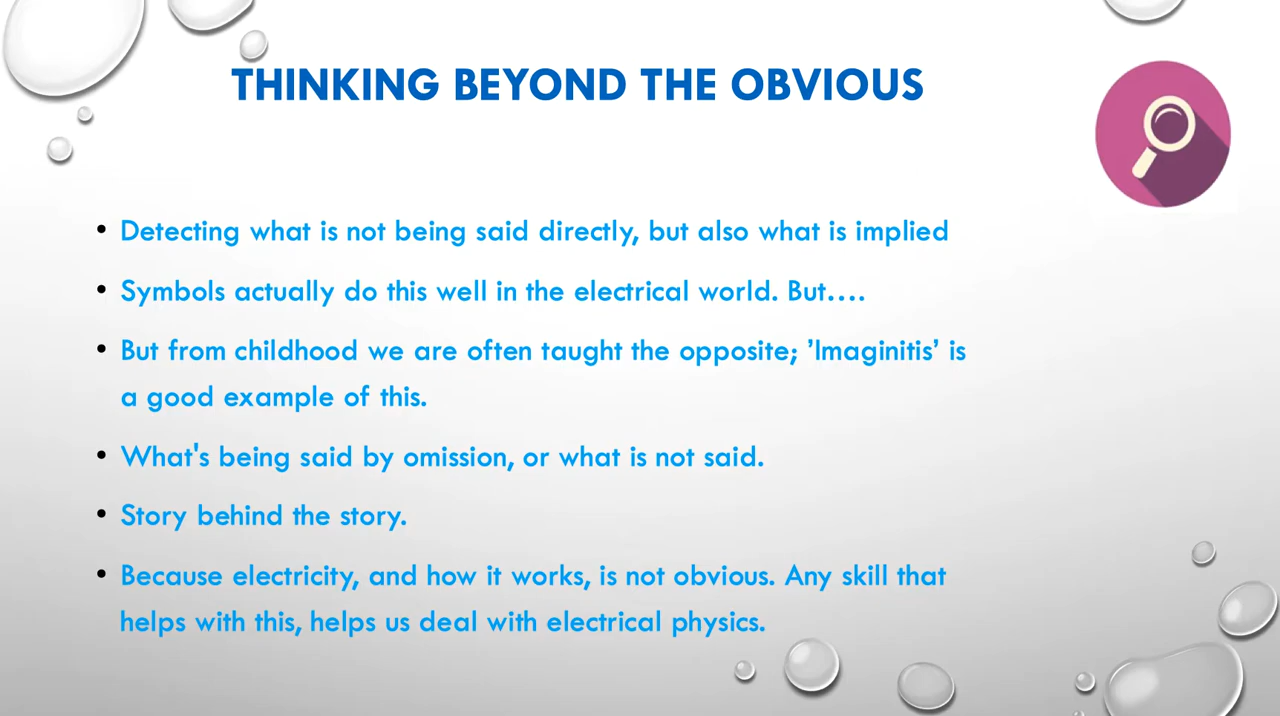 THINKING BEYOND THE OBVIOUS
• Detecting what is not being said directly, but also what is implied
• Symbols actually do this well in the electrical world. But....
• But from childhood we are often taught the opposite; ’Imaginitis’ is
a good example of this.
• What's being said by omission, or what is not said.
• Story behind the story.
• Because electricity, and how it works, is not obvious. Any skill that
helps with this, helps us deal with electrical physics.